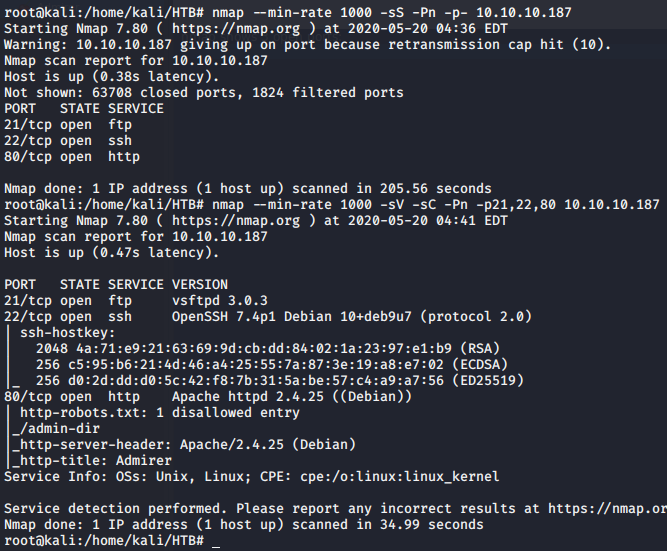 root@kali:/home/kali/HTB# nmap --min-rate 1000 -sS -Pn -p- 10.10.10.187
Starting Nmap 7.80 ( https://nmap.org ) at 2020-05-20 04:36 EDT
Warning: 10.10.10.187 giving up on port because retransmission cap hit (10).
Nmap scan report for 10.10.10.187
Host is up (0.38s latency).
Not shown: 63708 closed ports, 1824 filtered ports
PORT   STATE SERVICE
21/tcp open  ftp
22/tcp open  ssh
80/tcp open  http

Nmap done: 1 IP address (1 host up) scanned in 205.56 seconds
root@kali:/home/kali/HTB# nmap --min-rate 1000 -sV -sC -Pn -p21,22,80 10.10.10.187
Starting Nmap 7.80 ( https://nmap.org ) at 2020-05-20 04:41 EDT
Nmap scan report for 10.10.10.187
Host is up (0.47s latency).

PORT   STATE SERVICE VERSION
21/tcp open  ftp     vsftpd 3.0.3
22/tcp open  ssh     OpenSSH 7.4p1 Debian 10+deb9u7 (protocol 2.0)
| ssh-hostkey:
|   2048 4a:71:e9:21:63:69:9d:cb:dd:84:02:1a:23:97:e1:b9 (RSA)
|   256 c5:95:b6:21:4d:46:a4:25:55:7a:87:3e:19:a8:e7:02 (ECDSA)
|_  256 d0:2d:dd:d0:5c:42:f8:7b:31:5a:be:57:c4:a9:a7:56 (ED25519)
80/tcp open  http    Apache httpd 2.4.25 ((Debian))
| http-robots.txt: 1 disallowed entry
|_/admin-dir
|_http-server-header: Apache/2.4.25 (Debian)
|_http-title: Admirer
Service Info: OSs: Unix, Linux; CPE: cpe:/o:linux:linux_kernel

Service detection performed. Please report any incorrect results at https://nmap.or
Nmap done: 1 IP address (1 host up) scanned in 34.99 seconds
root@kali:/home/kali/HTB# _